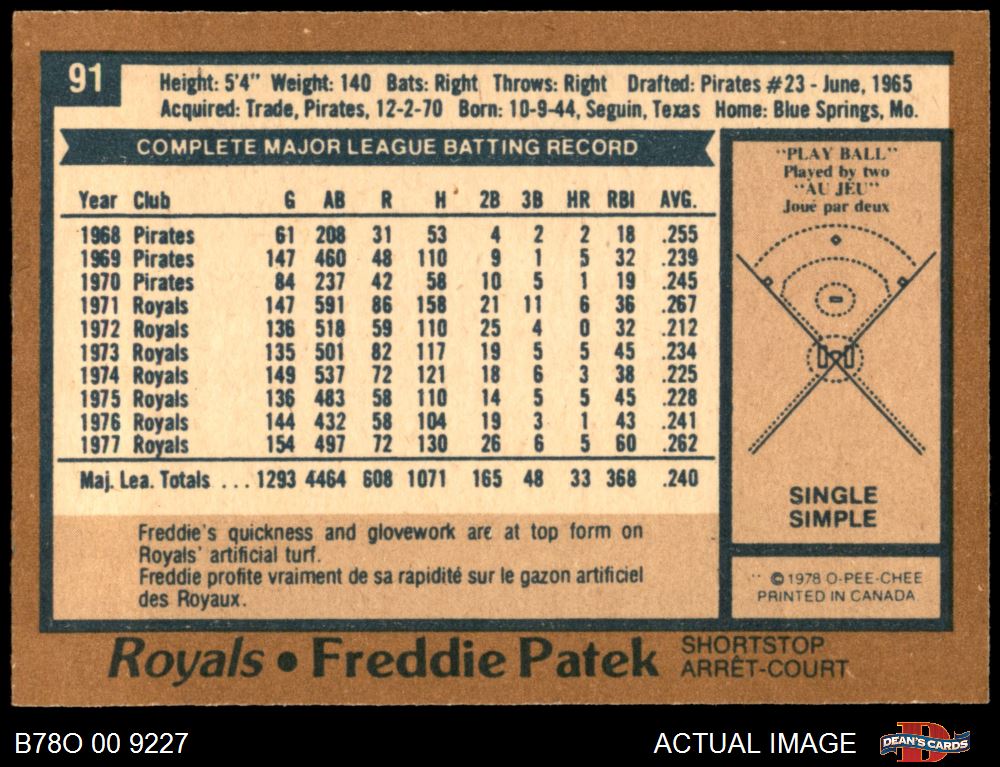 91
Height: 5'4" Weight: 140 Bats: Right Throws: Right Drafted: Pirates #23 - June, 1965
Acquired: Trade, Pirates, 12-2-70 Born: 10-9-44, Seguin, Texas Home: Blue Springs, Mo.
COMPLETE MAJOR LEAGUE BATTING RECORD
Year Club G AB R H 2B 3B HR RBI AVG.
1968 Pirates 61 208 31 53 4 2 2 18 .255
1969 Pirates 147 460 48 110 9 1 5 32 .239
1970 Pirates 84 237 42 58 10 5 1 19 .245
1971 Royals 147 591 86 158 21 11 6 36 .267
1972 Royals 136 518 59 110 25 4 0 32 .212
1973 Royals 135 501 82 117 19 5 5 45 .234
1974 Royals 149 537 72 121 18 6 3 38 .225
1975 Royals 136 483 58 110 14 5 5 45 .228
1976 Royals 144 432 58 104 19 3 1 43 .241
1977 Royals 154 497 72 130 26 6 5 60 .262
Maj. Lea. Totals ... 1293 4464 608 1071 165 48 33 368 .240
Freddie's quickness and glovework are at top form on
Royals' artificial turf.
Freddie profite vraiment de sa rapidité sur le gazon artificiel
des Royaux.
"PLAY BALL"
Played by two
"AU JEU"
Joué par deux
SINGLE
SIMPLE
© 1978 O-PEE-CHEE
PRINTED IN CANADA
Royals • Freddie Patek
SHORTSTOP
ARRÊT-COURT
B78O 00 9227
ACTUAL IMAGE
DEAN'S CARDS